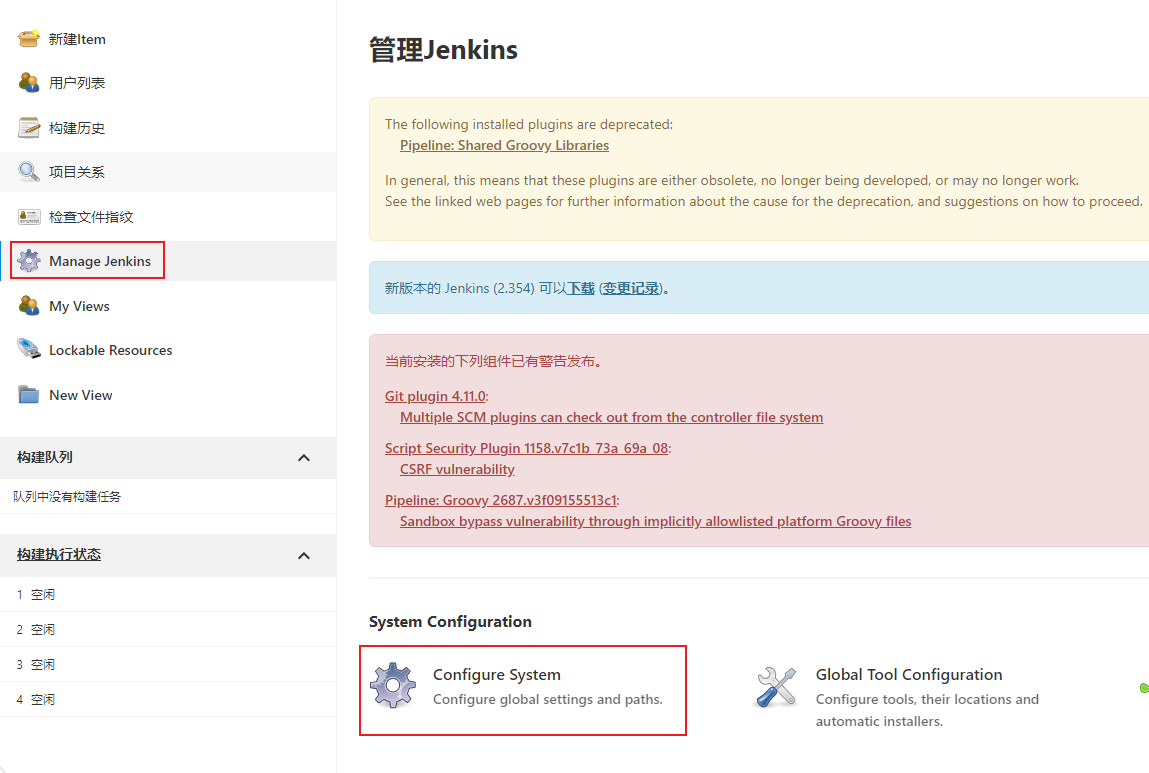 新建Item
用户列表
构建历史
项目关系
检查文件指纹
Manage Jenkins
My Views
Lockable Resources
New View
构建队列
队列中没有构建任务
构建执行状态
1 空闲
2 空闲
3 空闲
4 空闲
管理Jenkins
The following installed plugins are deprecated:
Pipeline: Shared Groovy Libraries
In general, this means that these plugins are either obsolete, no longer being developed, or may no longer work.
See the linked web pages for further information about the cause for the deprecation, and suggestions on how to proceed.
新版本的 Jenkins (2.354) 可以下载 (变更记录)。
当前安装的下列组件已有警告发布。
Git plugin 4.11.0:
Multiple SCM plugins can check out from the controller file system
Script Security Plugin 1158.v7c1b_73a_69a_08:
CSRF vulnerability
Pipeline: Groovy 2687.v3f09155513c1:
Sandbox bypass vulnerability through implicitly allowlisted platform Groovy files
System Configuration
Configure System
Configure global settings and paths.
Global Tool Configuration
Configure tools, their locations and
automatic installers.